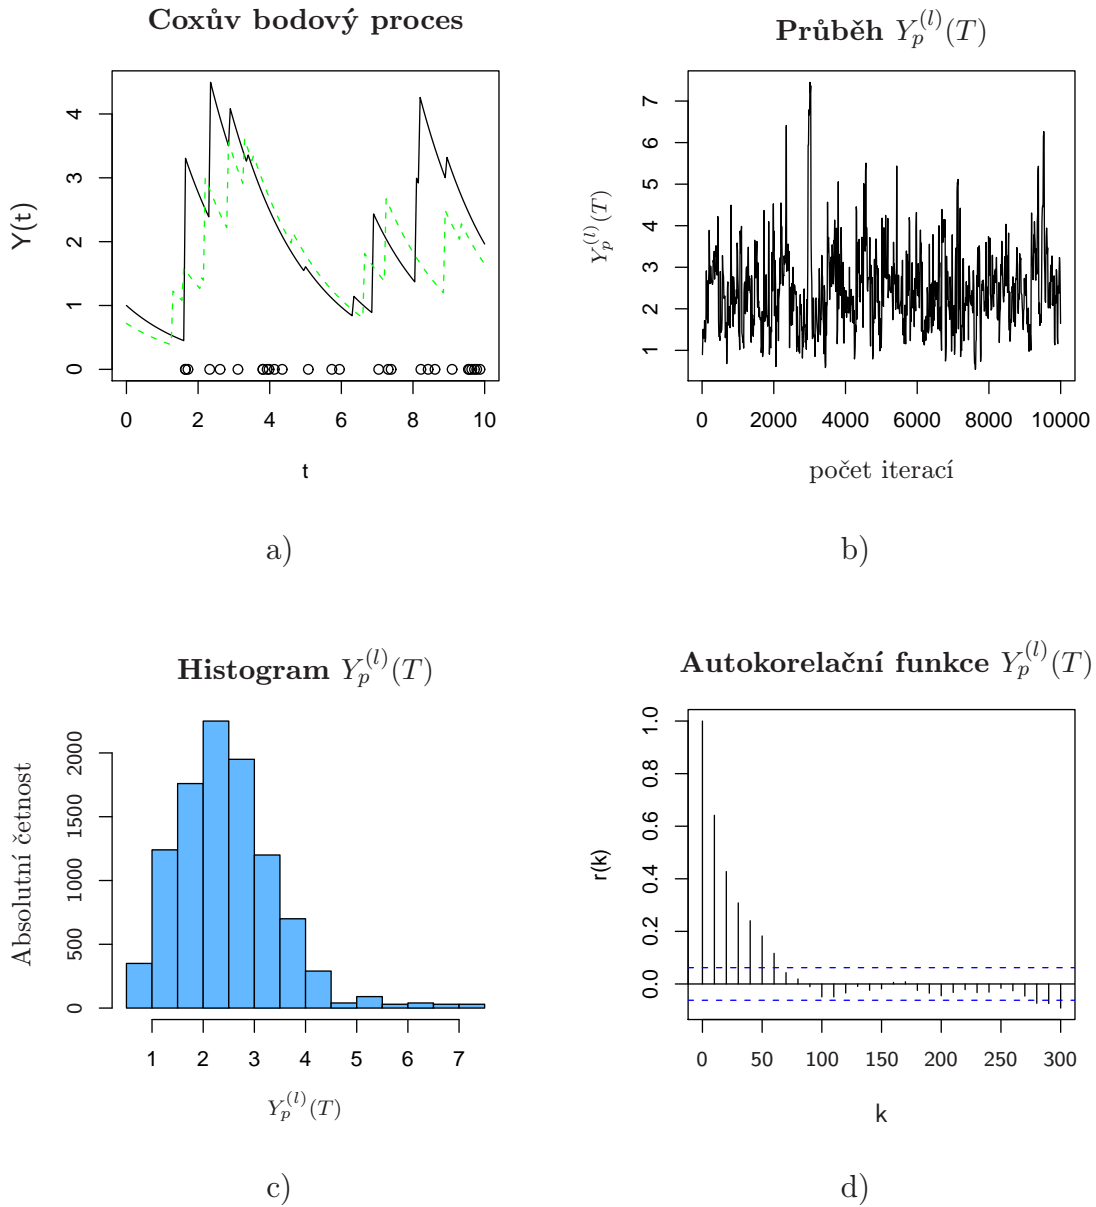 Coxův bodový proces
Y(t)
4
3
2
1
0
0 2 4 6 8 10
t
a)
Průběh Y_p^{(l)}(T)
Y_p^{(l)}(T)
7
6
5
4
3
2
1
0 2000 4000 6000 8000 10000
počet iterací
b)
Histogram Y_p^{(l)}(T)
Absolutní četnost
2000
1500
1000
500
0
1 2 3 4 5 6 7
Y_p^{(l)}(T)
c)
Autokorelační funkce Y_p^{(l)}(T)
r(k)
1.0
0.8
0.6
0.4
0.2
0.0
0 50 100 150 200 250 300
k
d)